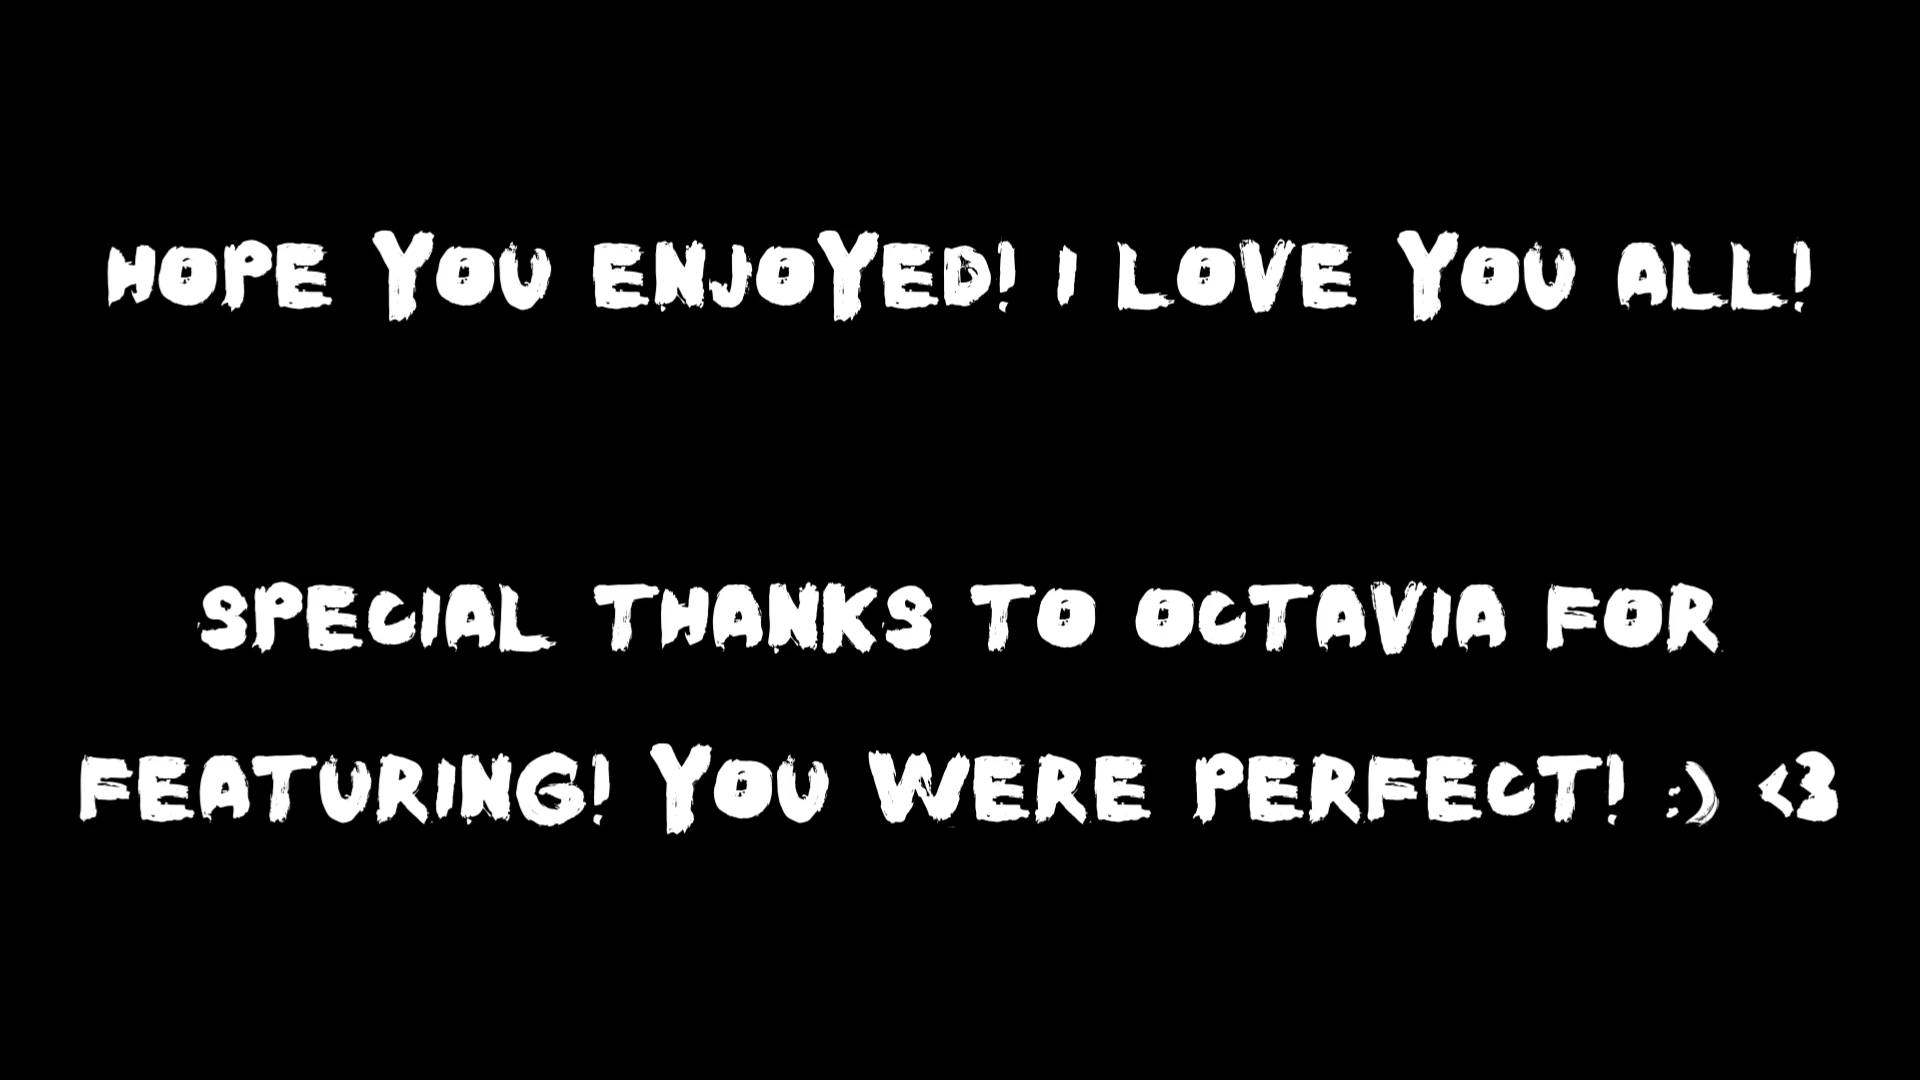 HOPE YOU ENJOYED! I LOVE YOU ALL!
SPECIAL THANKS TO OCTAVIA FOR
FEATURING! YOU WERE PERFECT! :) <3